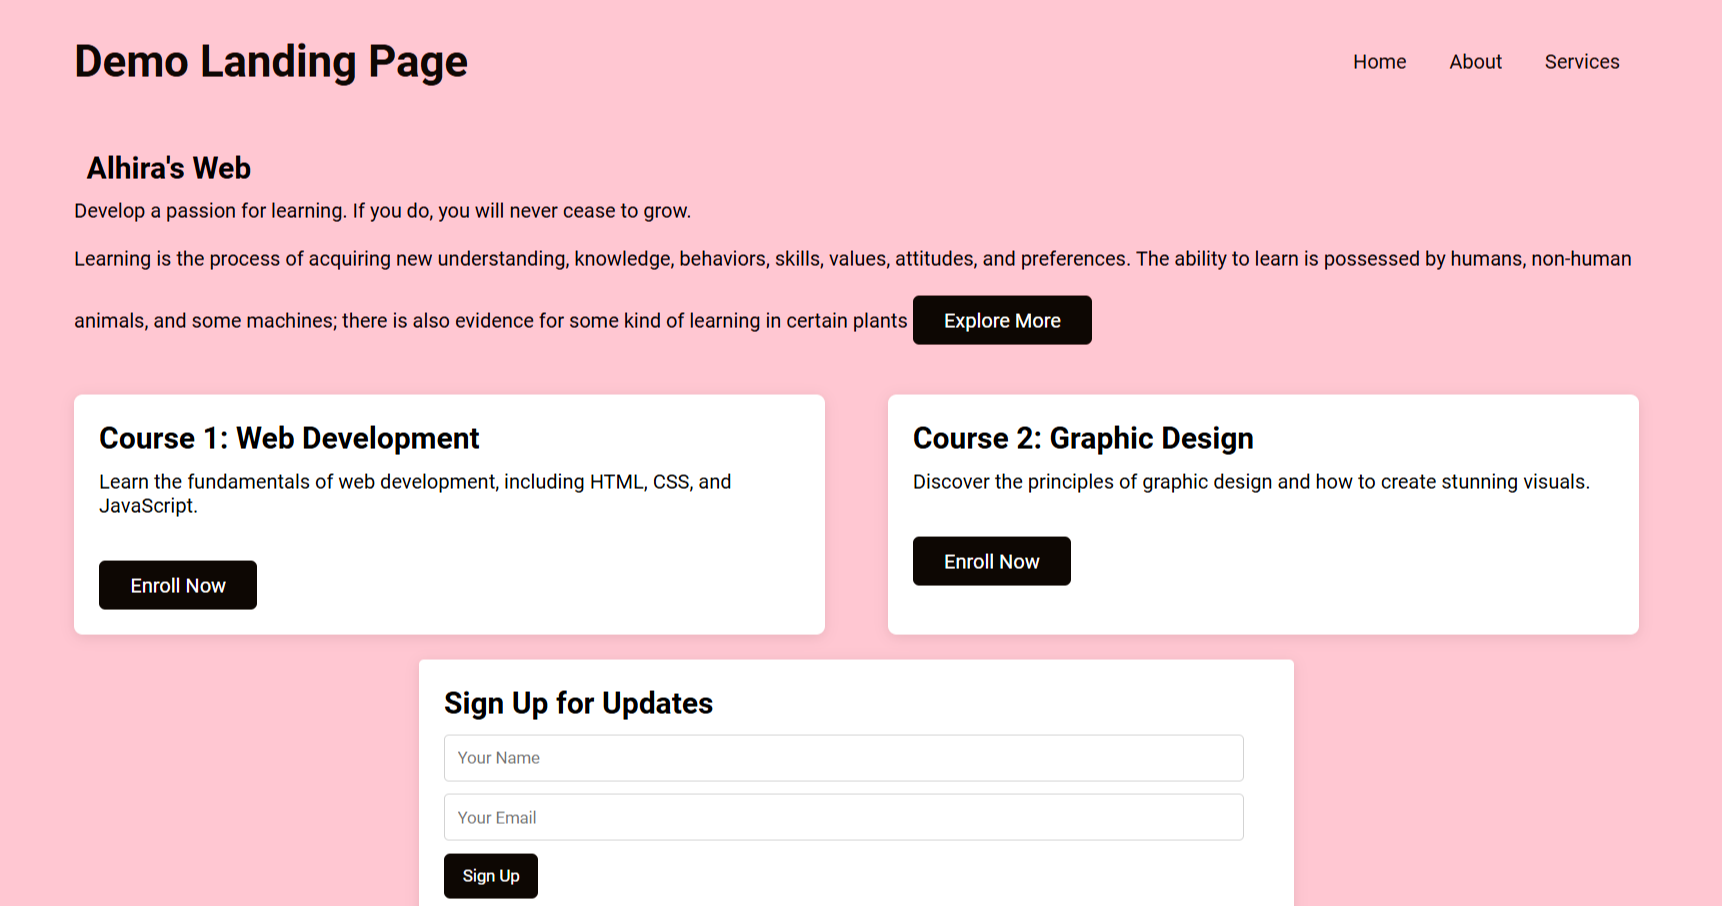 Demo Landing Page
Home About Services
Alhira's Web
Develop a passion for learning. If you do, you will never cease to grow.
Learning is the process of acquiring new understanding, knowledge, behaviors, skills, values, attitudes, and preferences. The ability to learn is possessed by humans, non-human
animals, and some machines; there is also evidence for some kind of learning in certain plants Explore More
Course 1: Web Development
Learn the fundamentals of web development, including HTML, CSS, and
JavaScript.
Enroll Now
Course 2: Graphic Design
Discover the principles of graphic design and how to create stunning visuals.
Enroll Now
Sign Up for Updates
Your Name
Your Email
Sign Up